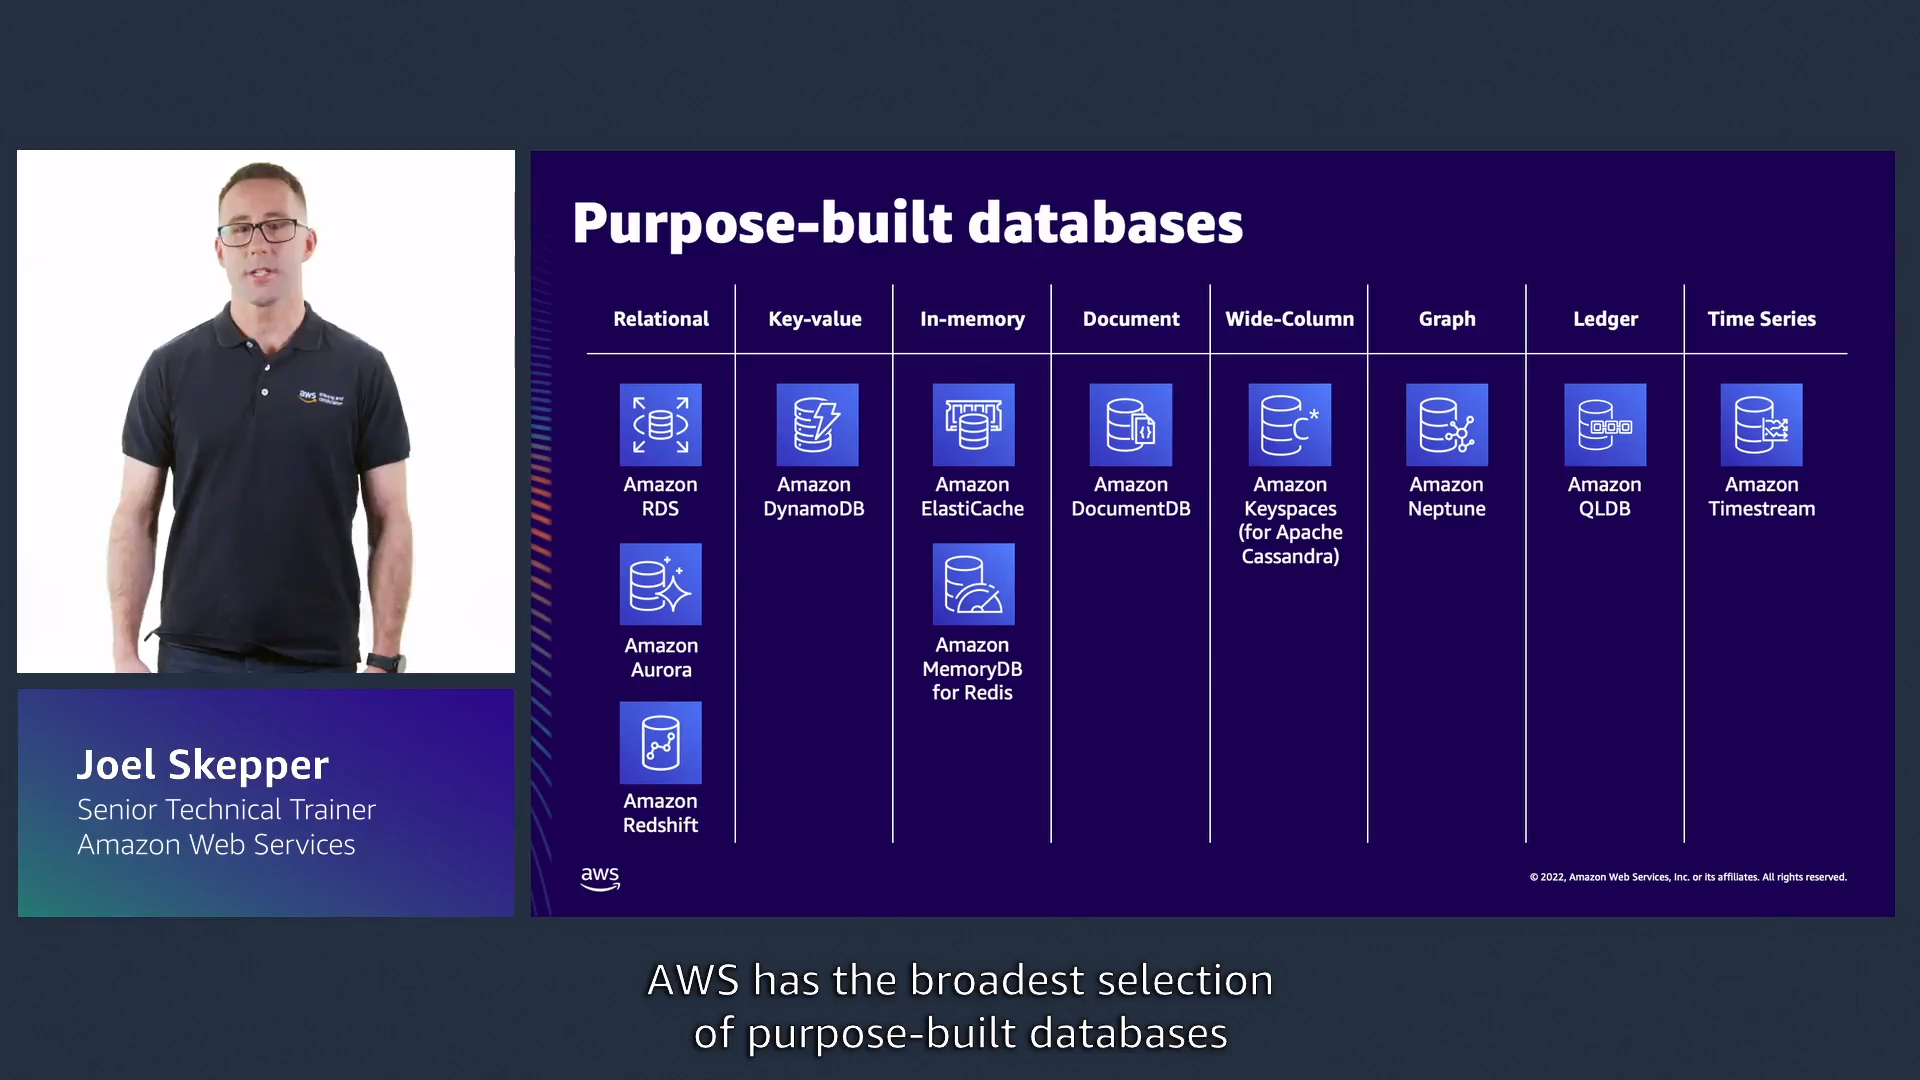 Purpose-built databases
Relational
Key-value
In-memory
Document
Wide-Column
Graph
Ledger
Time Series
Amazon
RDS
Amazon
Aurora
Amazon
Redshift
Amazon
DynamoDB
Amazon
ElastiCache
Amazon
MemoryDB
for Redis
Amazon
DocumentDB
C*
Amazon
Keyspaces
(for Apache
Cassandra)
Amazon
Neptune
Amazon
QLDB
Amazon
Timestream
aws
© 2022, Amazon Web Services, Inc. or its affiliates. All rights reserved.
aws
Joel Skepper
Senior Technical Trainer
Amazon Web Services
AWS has the broadest selection
of purpose-built databases